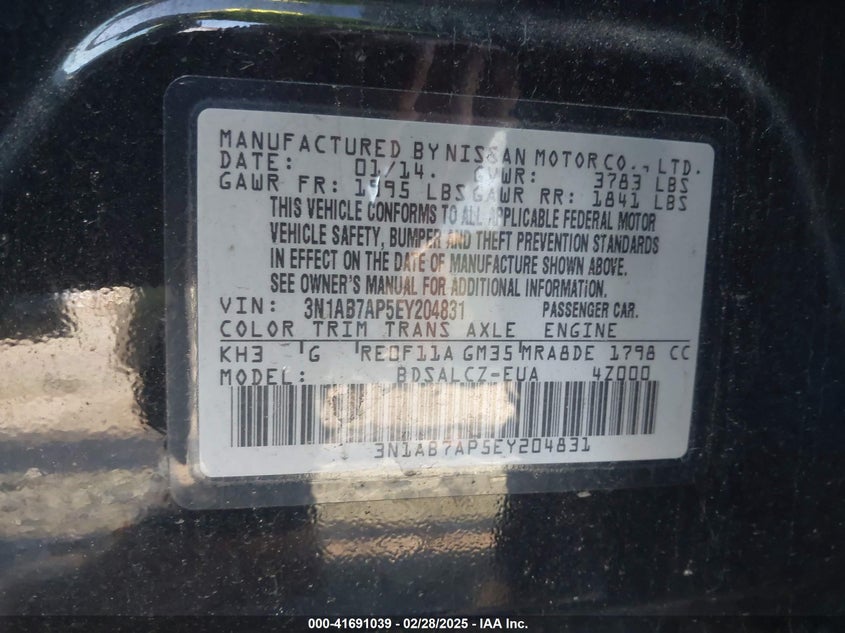 MANUFACTURED BY NISSAN MOTOR CO., LTD.
DATE: 01/14. GVWR: 3783 LBS
GAWR FR: 1995 LBS GAWR RR: 1841 LBS
THIS VEHICLE CONFORMS TO ALL APPLICABLE FEDERAL MOTOR
VEHICLE SAFETY, BUMPER AND THEFT PREVENTION STANDARDS
IN EFFECT ON THE DATE OF MANUFACTURE SHOWN ABOVE.
SEE OWNER'S MANUAL FOR ADDITIONAL INFORMATION.
VIN: 3N1AB7AP5EY204831 PASSENGER CAR.
COLOR TRIM TRANS AXLE ENGINE
KH3 G RE0F11A GM35 MRA8DE 1798 CC
MODEL: BDSALCZ-EUA 4Z000
3N1AB7AP5EY204831
000-41691039 / 02/28/2025 - IAA Inc.